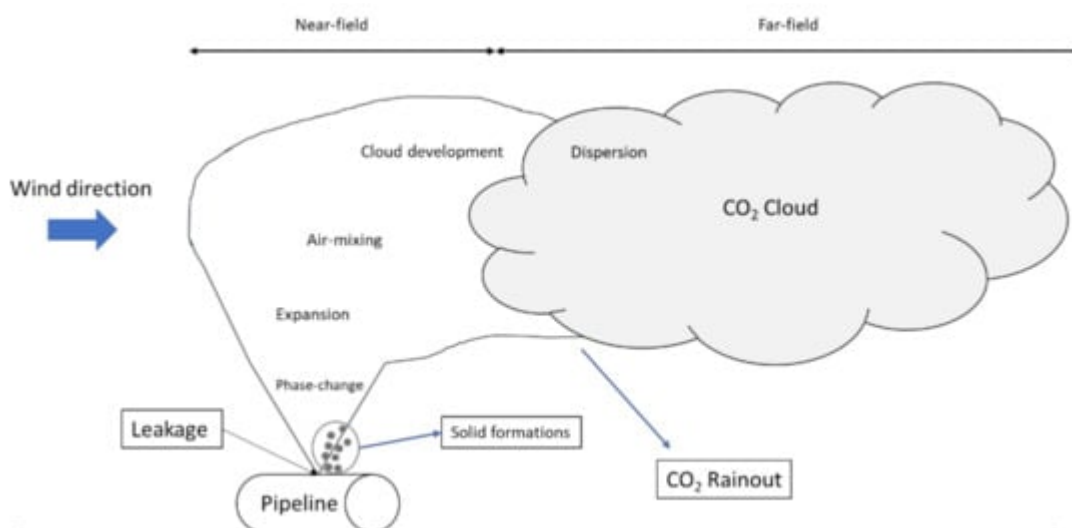 Near-field
Far-field
Cloud development
Dispersion
Wind direction
CO₂ Cloud
Air-mixing
Expansion
Phase-change
Leakage
Solid formations
CO₂ Rainout
Pipeline